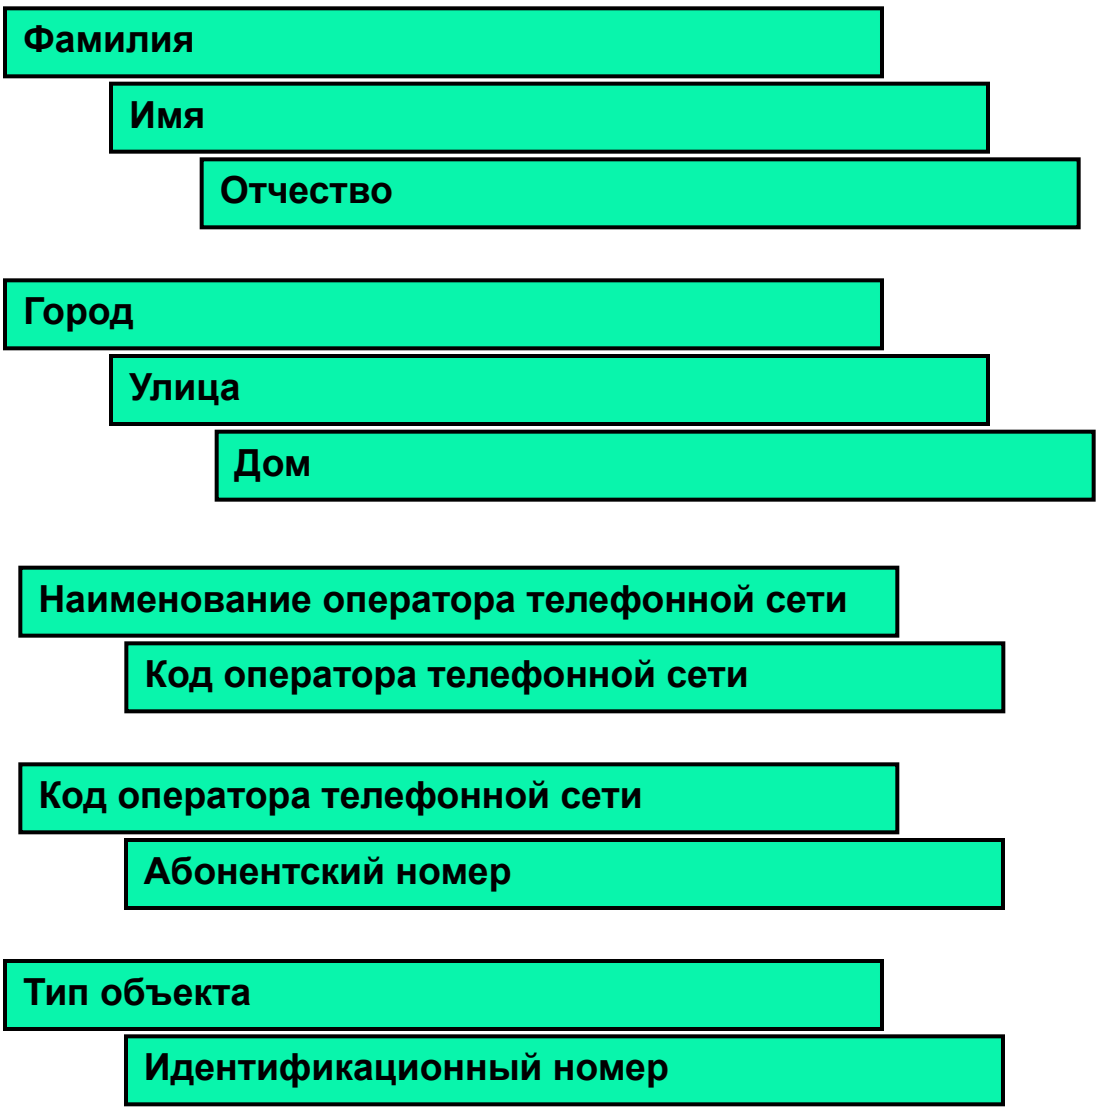 Фамилия
Имя
Отчество
Город
Улица
Дом
Наименование оператора телефонной сети
Код оператора телефонной сети
Код оператора телефонной сети
Абонентский номер
Тип объекта
Идентификационный номер